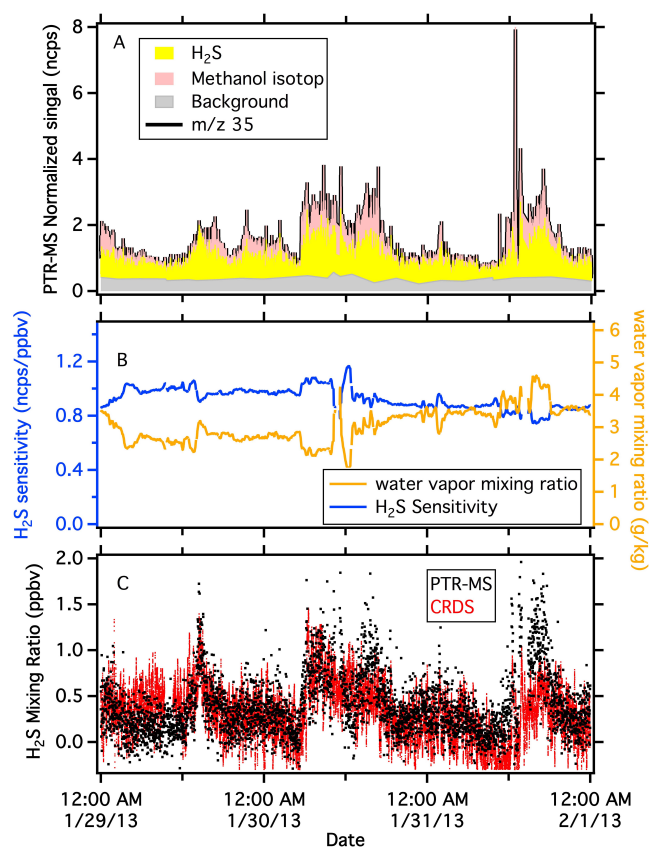 8
6
4
2
0
PTR-MS Normalized singal (ncps)
A
H₂S
Methanol isotop
Background
m/z 35
1.2
0.8
0.4
0.0
H₂S sensitivity (ncps/ppbv)
B
water vapor mixing ratio
H₂S Sensitivity
6
5
4
3
2
1
0
water vapor mixing ratio (g/kg)
2.0
1.5
1.0
0.5
0.0
H₂S Mixing Ratio (ppbv)
C
PTR-MS
CRDS
12:00 AM 12:00 AM 12:00 AM 12:00 AM
1/29/13 1/30/13 1/31/13 2/1/13
Date